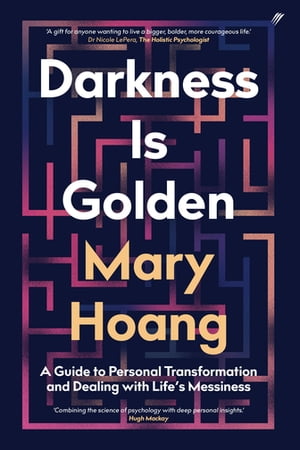 'A gift for anyone wanting to live a bigger, bolder, more courageous life.'
Dr Nicole LePera, The Holistic Psychologist
Darkness
Is
Golden
Mary
Hoang
A Guide to Personal Transformation
and Dealing with Life's Messiness
'Combining the science of psychology with deep personal insights.'
Hugh Mackay